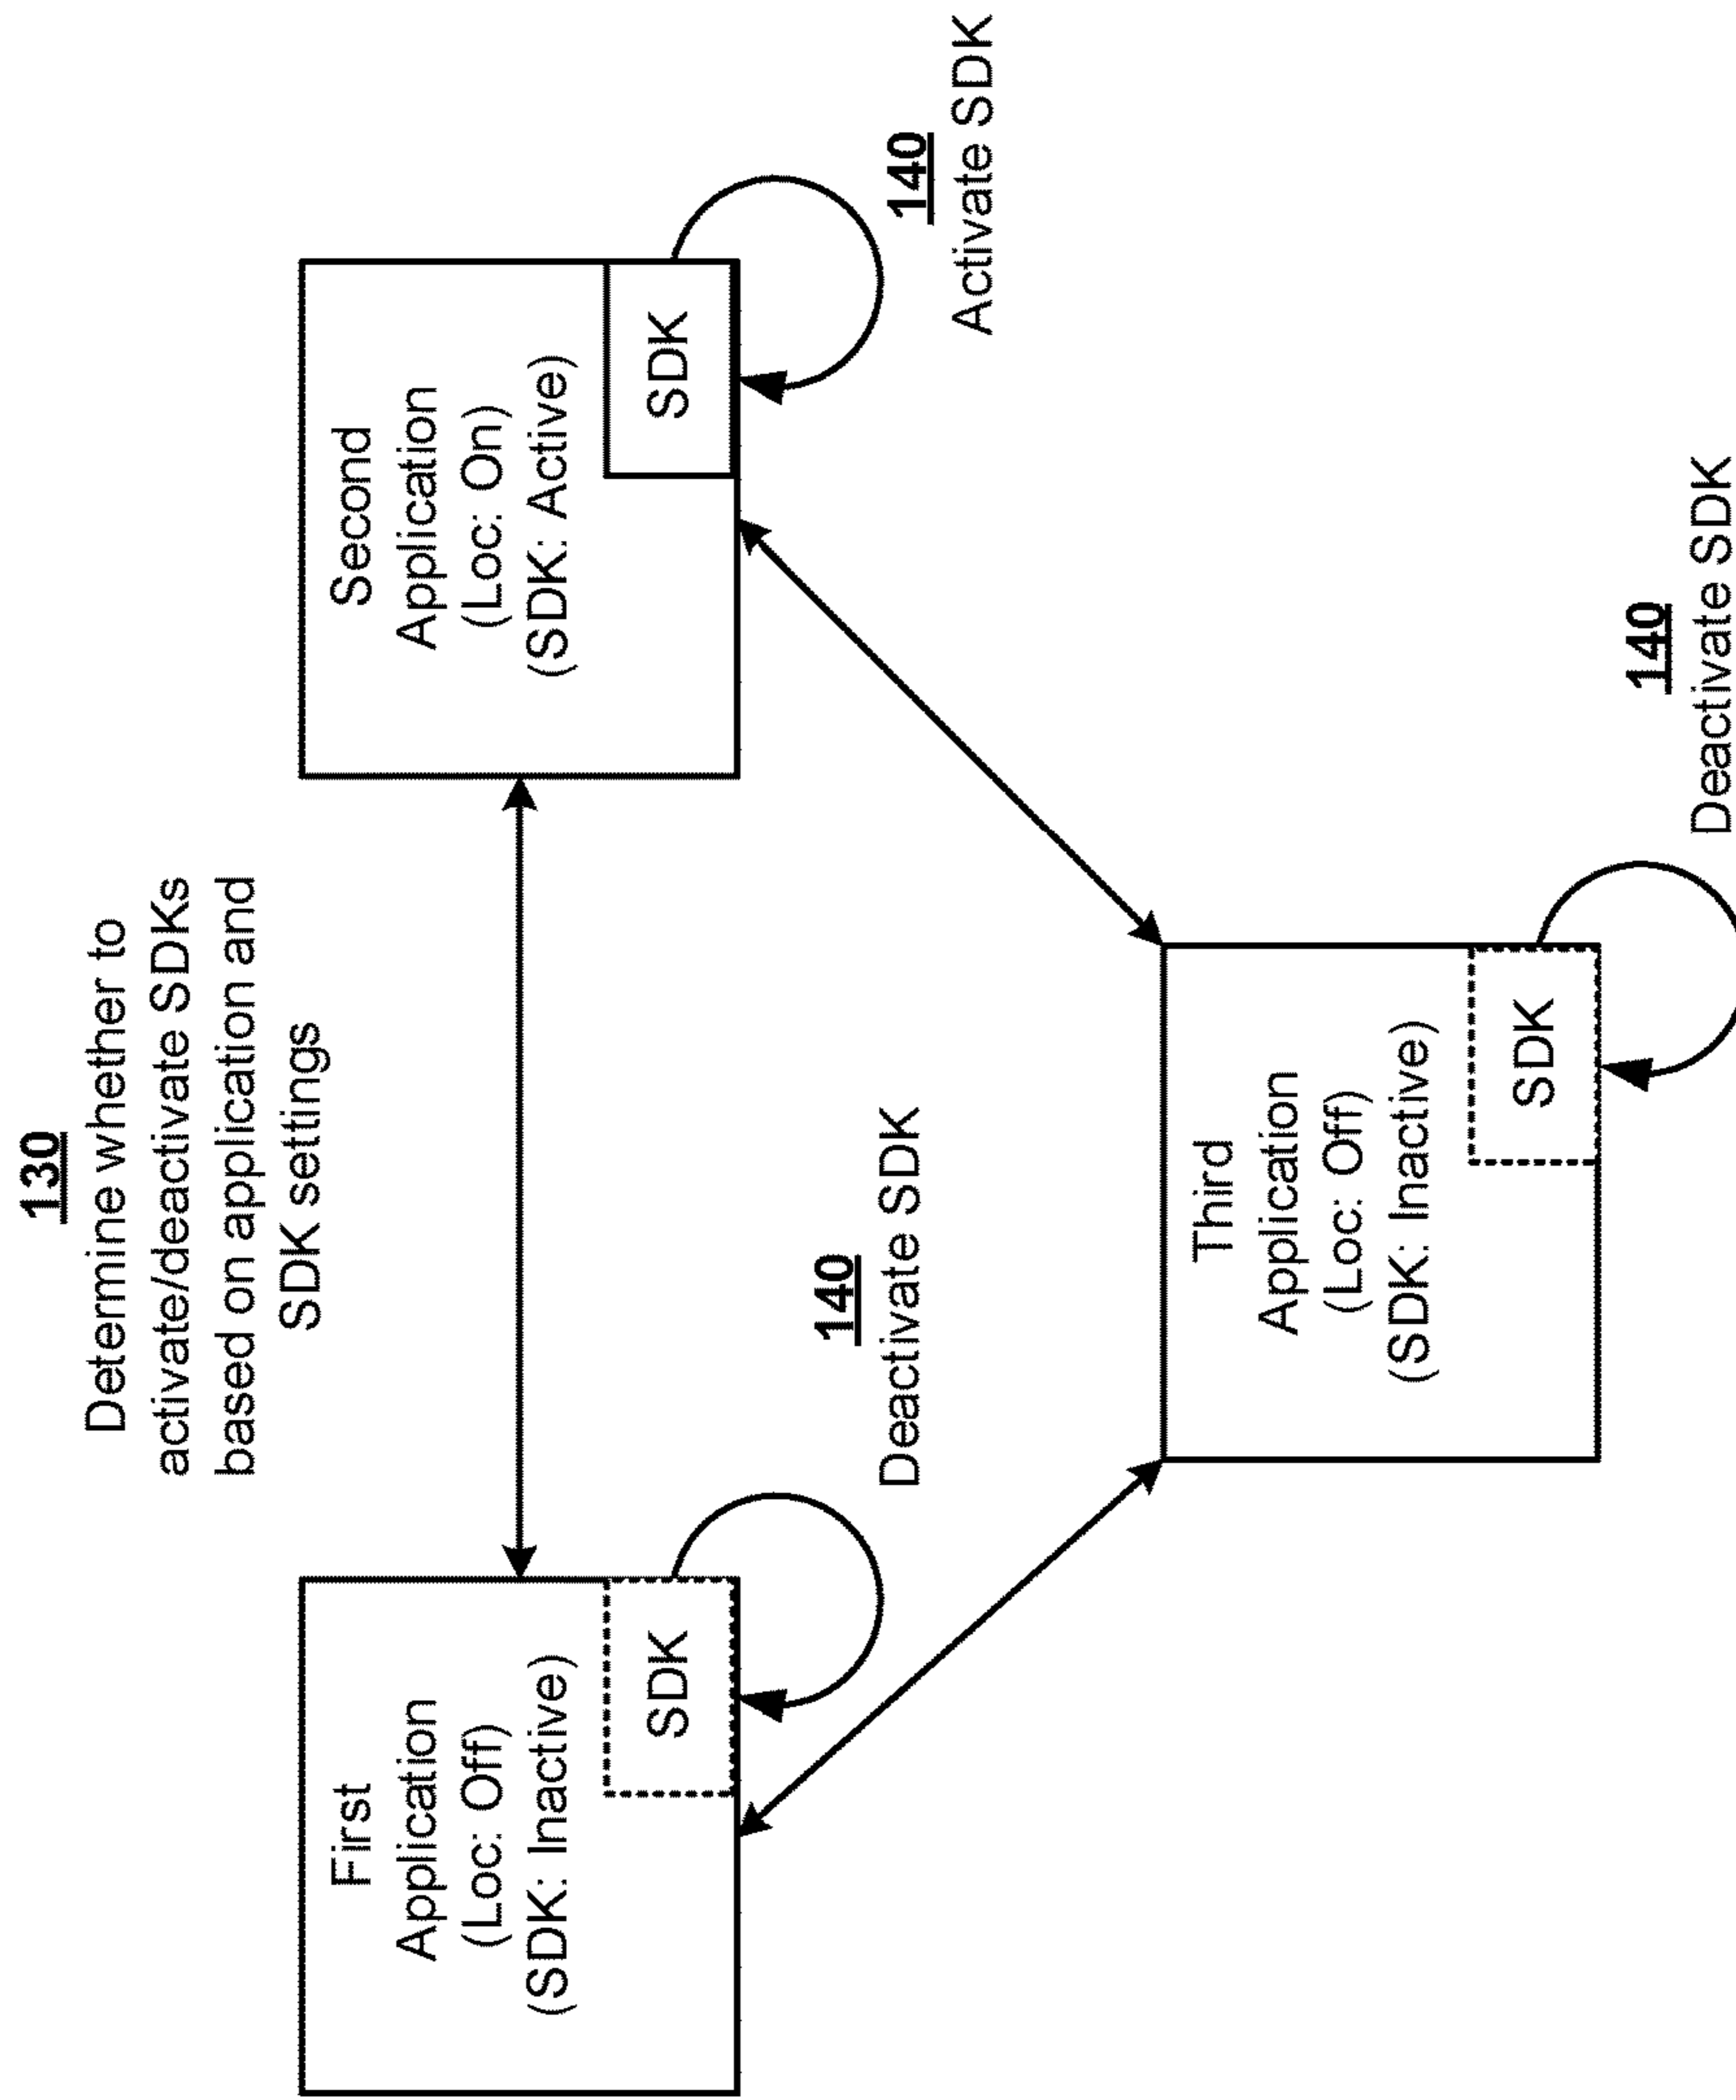 130
Determine whether to
activate/deactivate SDKs
based on application and
SDK settings
First
Application
(Loc: Off)
(SDK: Inactive)
SDK
140
Deactivate SDK
Second
Application
(Loc: On)
(SDK: Active)
SDK
140
Activate SDK
Third
Application
(Loc: Off)
(SDK: Inactive)
SDK
140
Deactivate SDK